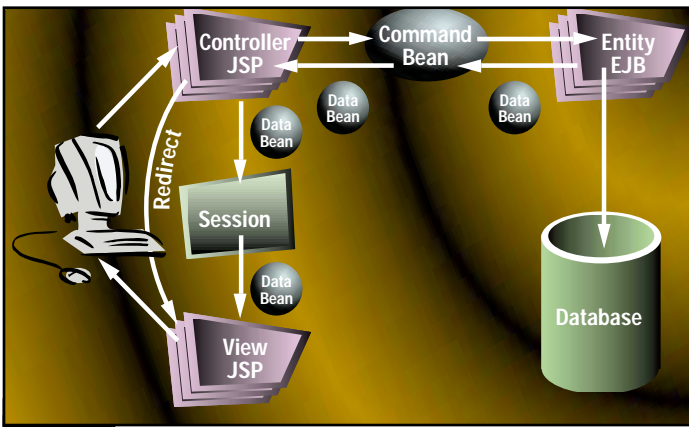 Controller
JSP
Command
Bean
Entity
EJB
Data
Bean
Data
Bean
Data
Bean
Redirect
Session
Data
Bean
Database
View
JSP